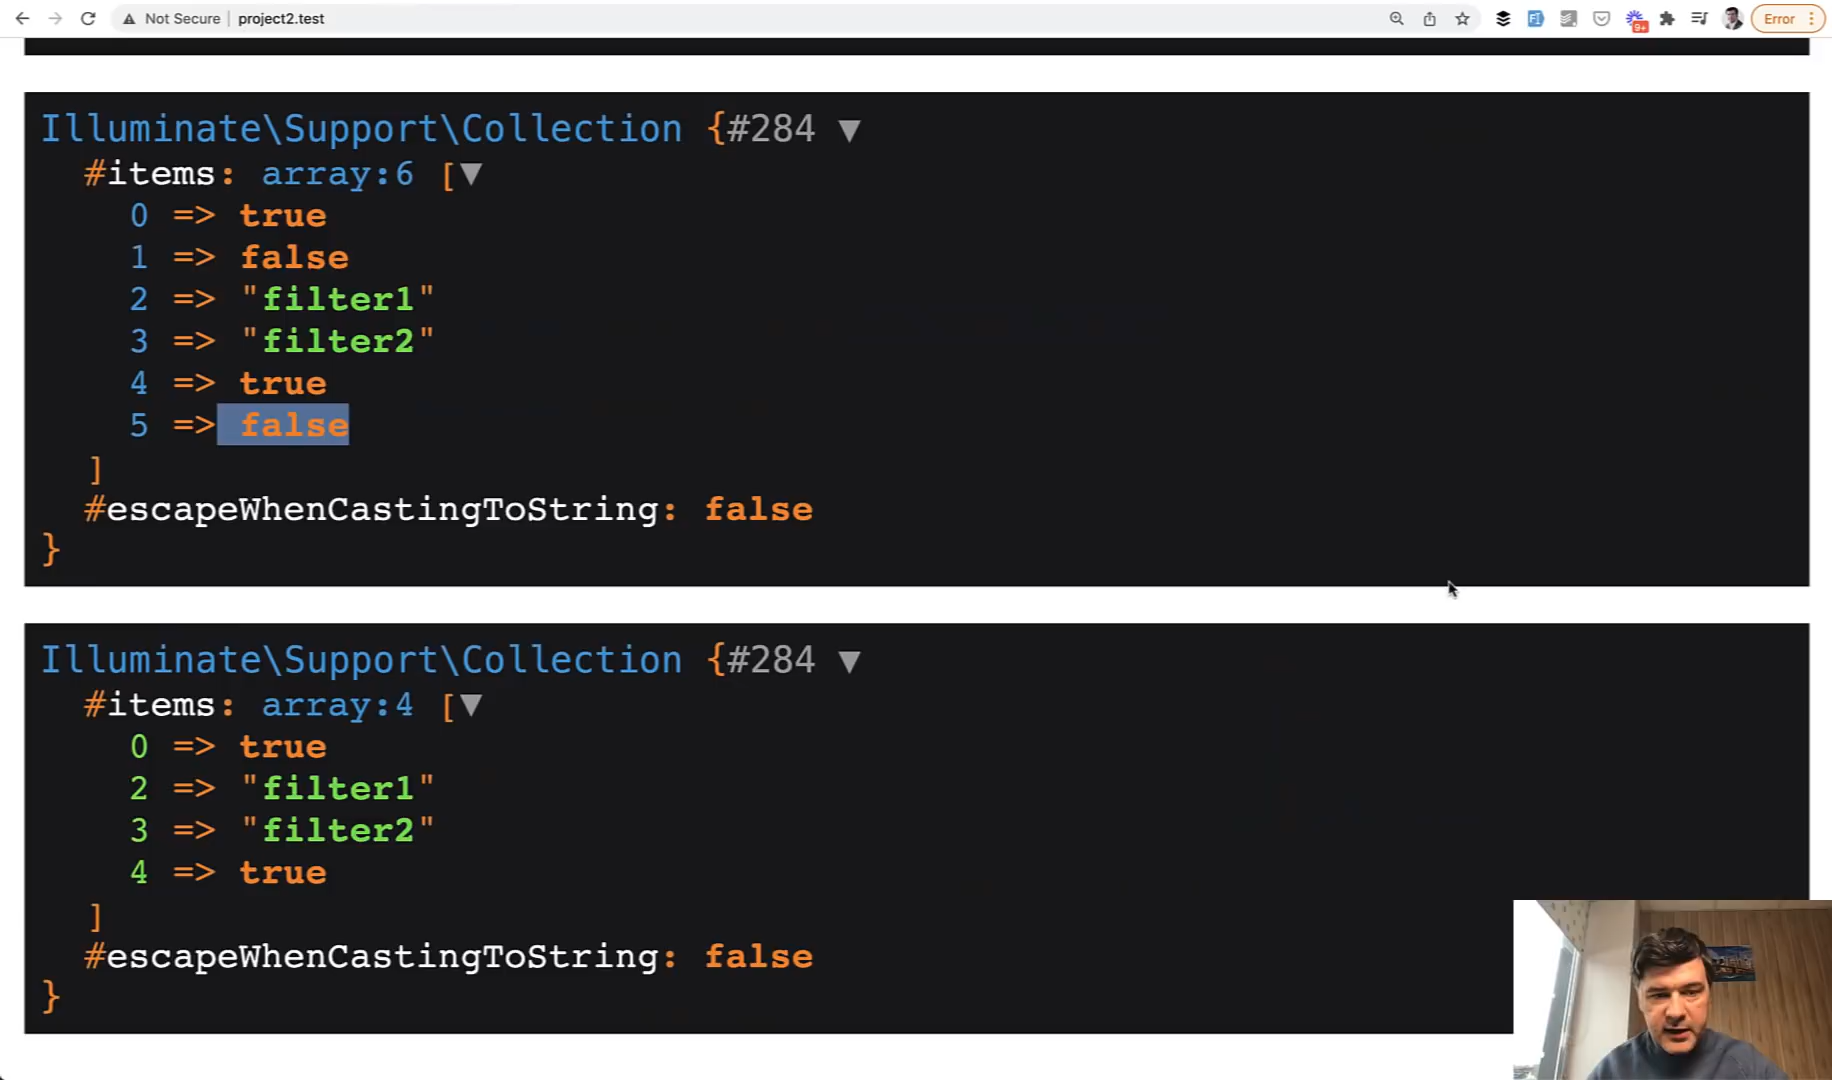 Not Secure | project2.test
9+
Error
Illuminate\Support\Collection {#284 ▼
#items: array:6 [▼
0 => true
1 => false
2 => "filter1"
3 => "filter2"
4 => true
5 => false
]
#escapeWhenCastingToString: false
}
Illuminate\Support\Collection {#284 ▼
#items: array:4 [▼
0 => true
2 => "filter1"
3 => "filter2"
4 => true
]
#escapeWhenCastingToString: false
}